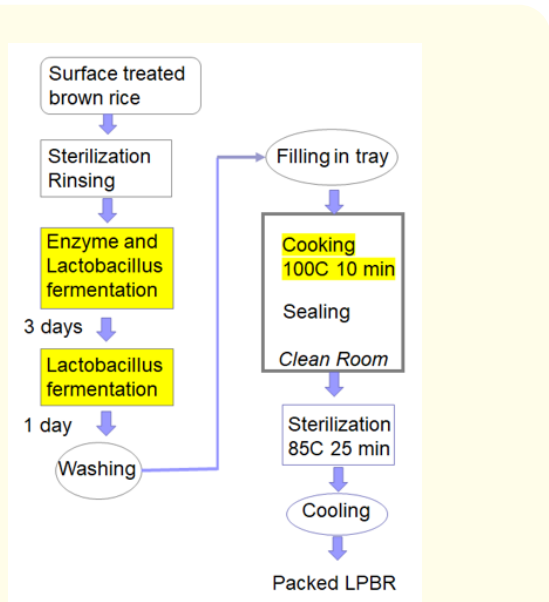 Surface treated
brown rice
Sterilization
Rinsing
Enzyme and
Lactobacillus
fermentation
3 days
Lactobacillus
fermentation
1 day
Washing
Filling in tray
Cooking
100C 10 min
Sealing
Clean Room
Sterilization
85C 25 min
Cooling
Packed LPBR